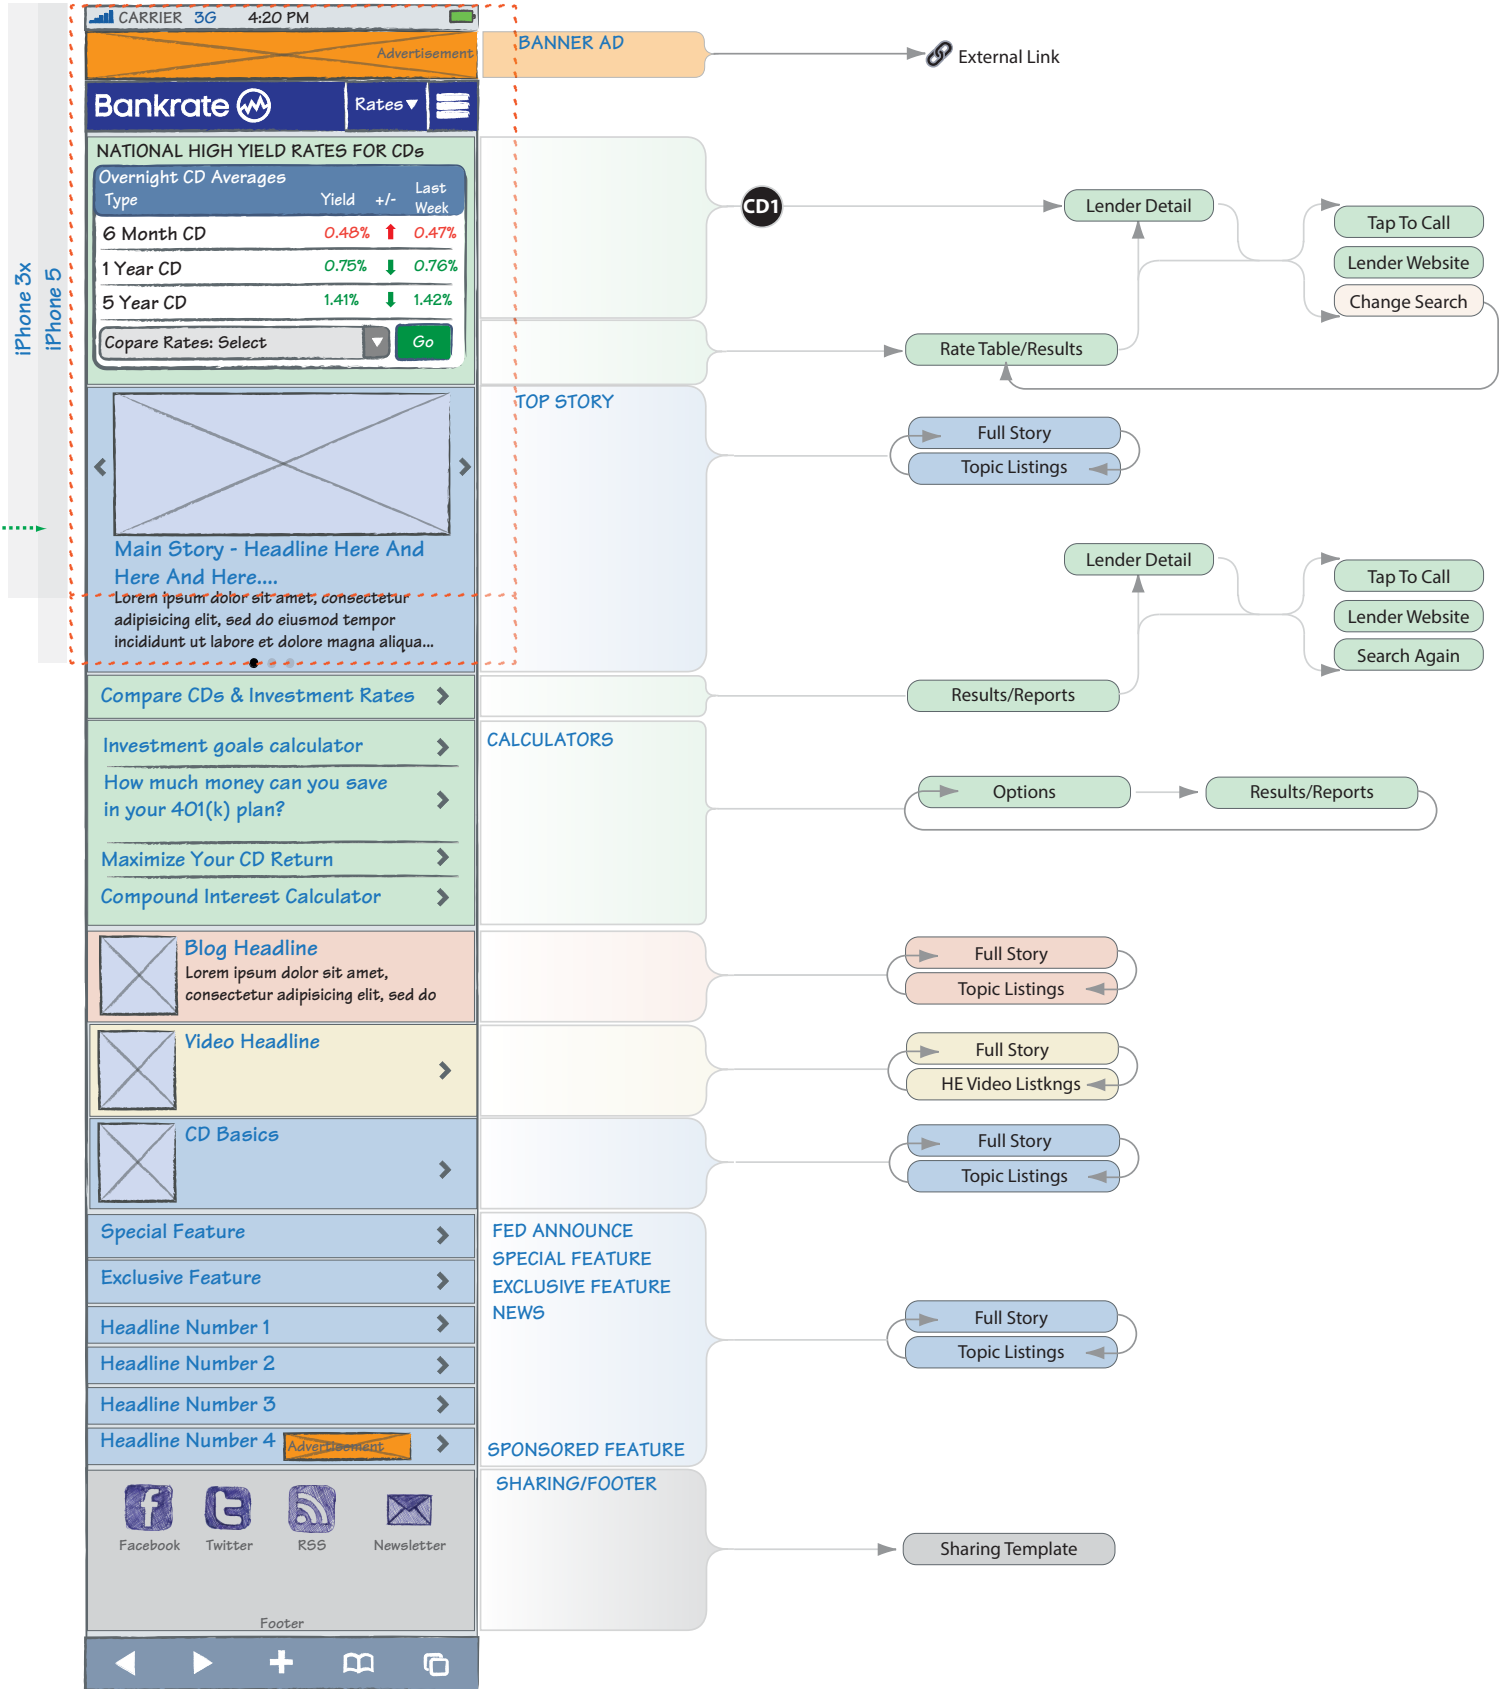 CARRIER 3G 4:20 PM
Advertisement
BANNER AD
External Link
Bankrate
Rates
NATIONAL HIGH YIELD RATES FOR CDs
Overnight CD Averages
Type Yield +/- Last Week
6 Month CD 0.48% 0.47%
1 Year CD 0.75% 0.76%
5 Year CD 1.41% 1.42%
Copare Rates: Select Go
iPhone 3x
iPhone 5
CD1
Lender Detail
Tap To Call
Lender Website
Change Search
Rate Table/Results
TOP STORY
Full Story
Topic Listings
Main Story - Headline Here And
Here And Here....
Lorem ipsum dolor sit amet, consectetur
adipisicing elit, sed do eiusmod tempor
incididunt ut labore et dolore magna aliqua...
Lender Detail
Tap To Call
Lender Website
Search Again
Compare CDs & Investment Rates
Results/Reports
CALCULATORS
Investment goals calculator
How much money can you save
in your 401(k) plan?
Maximize Your CD Return
Compound Interest Calculator
Options
Results/Reports
Blog Headline
Lorem ipsum dolor sit amet,
consectetur adipisicing elit, sed do
Full Story
Topic Listings
Video Headline
Full Story
HE Video Listkngs
CD Basics
Full Story
Topic Listings
Special Feature
Exclusive Feature
Headline Number 1
Headline Number 2
Headline Number 3
Headline Number 4
Advertisement
FED ANNOUNCE
SPECIAL FEATURE
EXCLUSIVE FEATURE
NEWS
SPONSORED FEATURE
Full Story
Topic Listings
SHARING/FOOTER
Facebook Twitter RSS Newsletter
Sharing Template
Footer